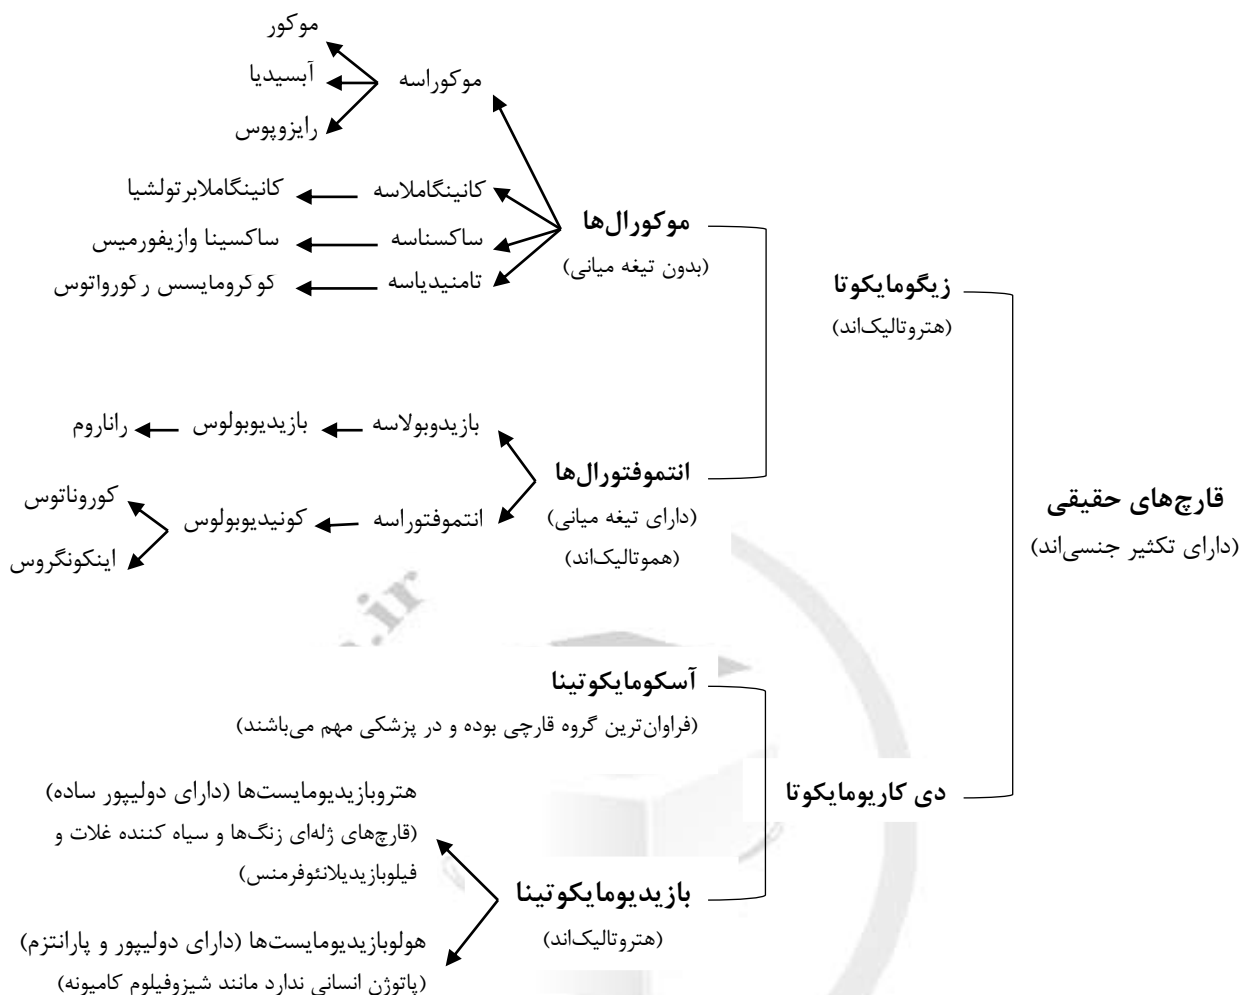 قارچ‌های حقیقی
(دارای تکثیر جنسی‌اند)
زیگومایکوتا
(هتروتالیک‌اند)
موکورال‌ها
(بدون تیغه میانی)
موکوراسه
موکور
آبسیدیا
رایزوپوس
کانینگاملاسه
کانینگاملابرتولشیا
ساکسناسه
ساکسینا وازیفورمیس
تامنیدیاسه
کوکرومایسس رکورواتوس
انتموفتورال‌ها
(دارای تیغه میانی)
(هموتالیک‌اند)
بازیدوبولاسه
بازیدیوبولوس
راناروم
انتموفتوراسه
کونیدیوبولوس
کوروناتوس
اینکونگروس
دی کاریومایکوتا
آسکومایکوتینا
(فراوان‌ترین گروه قارچی بوده و در پزشکی مهم می‌باشند)
بازیدیومایکوتینا
(هتروتالیک‌اند)
هتروبازیدیومایست‌ها (دارای دولیپور ساده)
(قارچ‌های ژله‌ای زنگ‌ها و سیاه کننده غلات و
فیلوبازیدیلانئوفرمنس)
هولوبازیدیومایست‌ها (دارای دولیپور و پارانتزم)
(پاتوژن انسانی ندارد مانند شیزوفیلوم کامیونه)